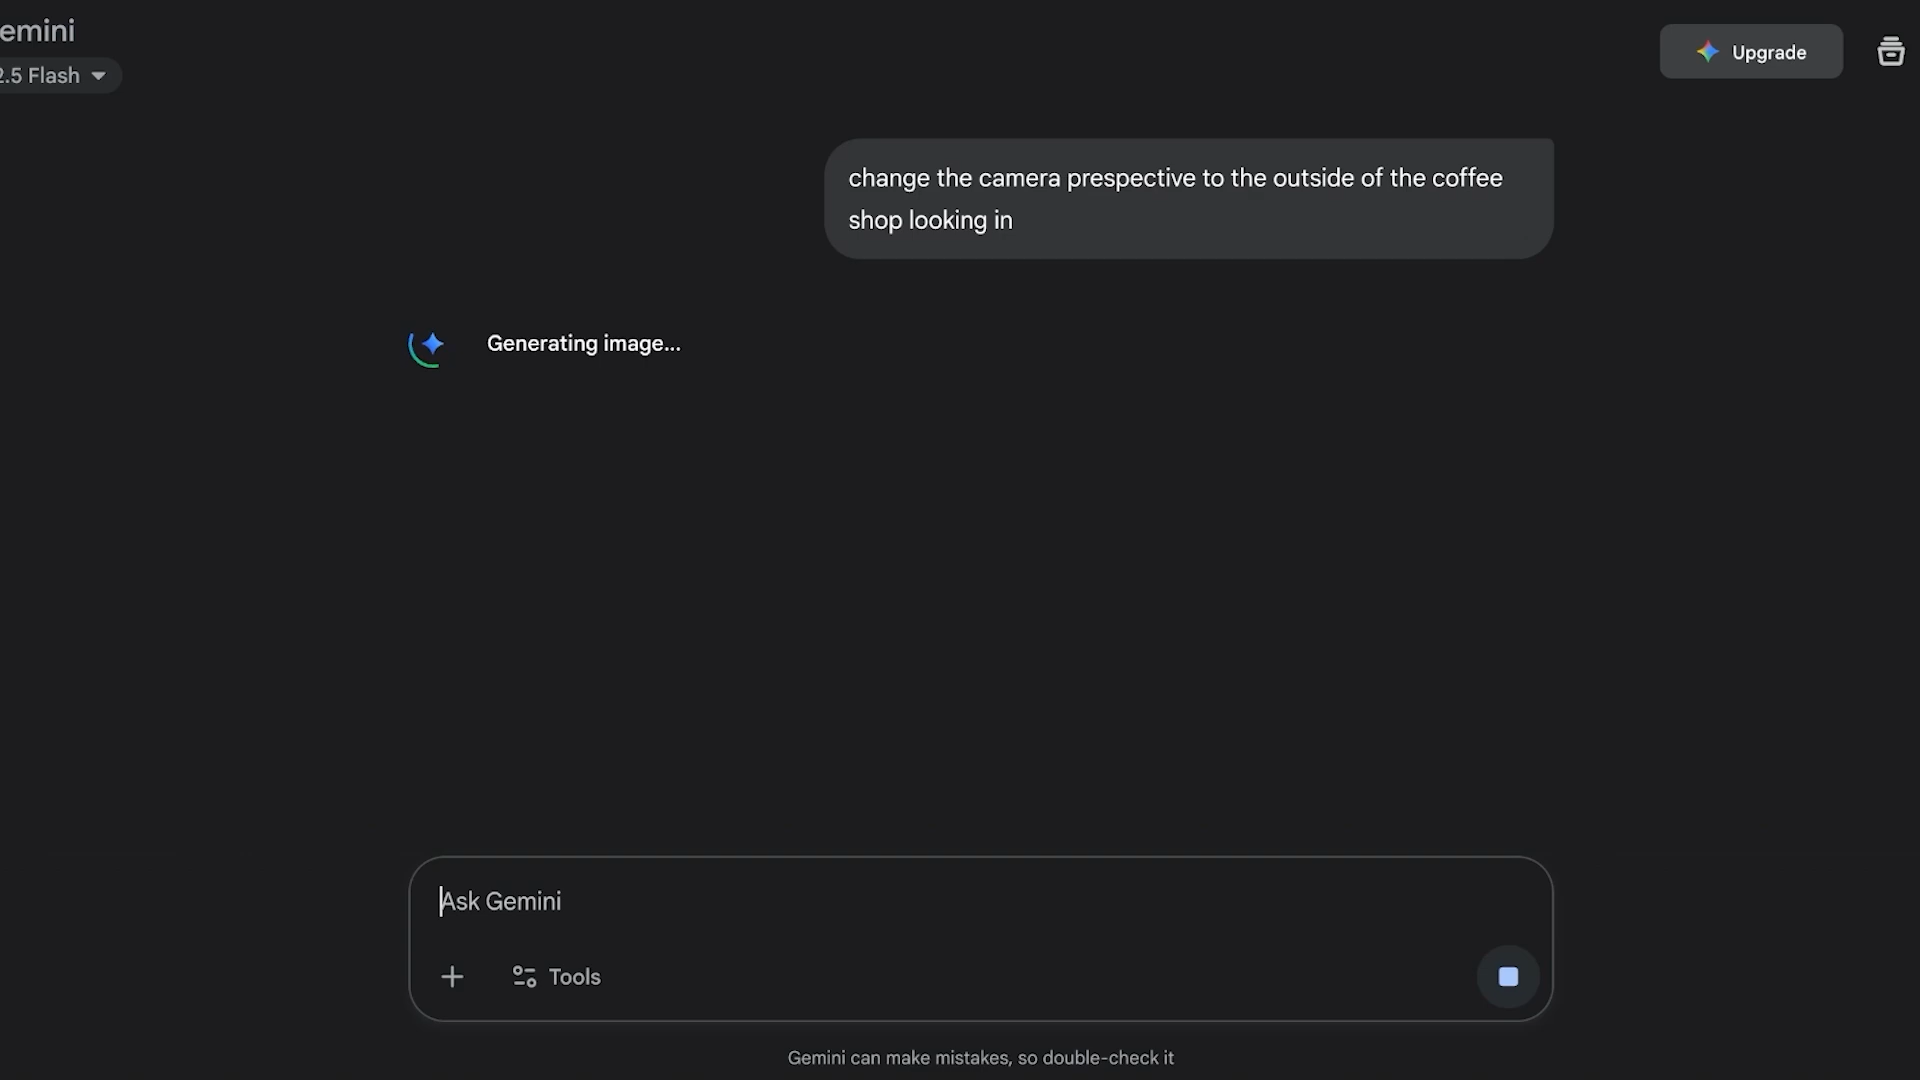 emini
2.5 Flash
Upgrade
change the camera prespective to the outside of the coffee
shop looking in
Generating image...
Ask Gemini
Tools
Gemini can make mistakes, so double-check it